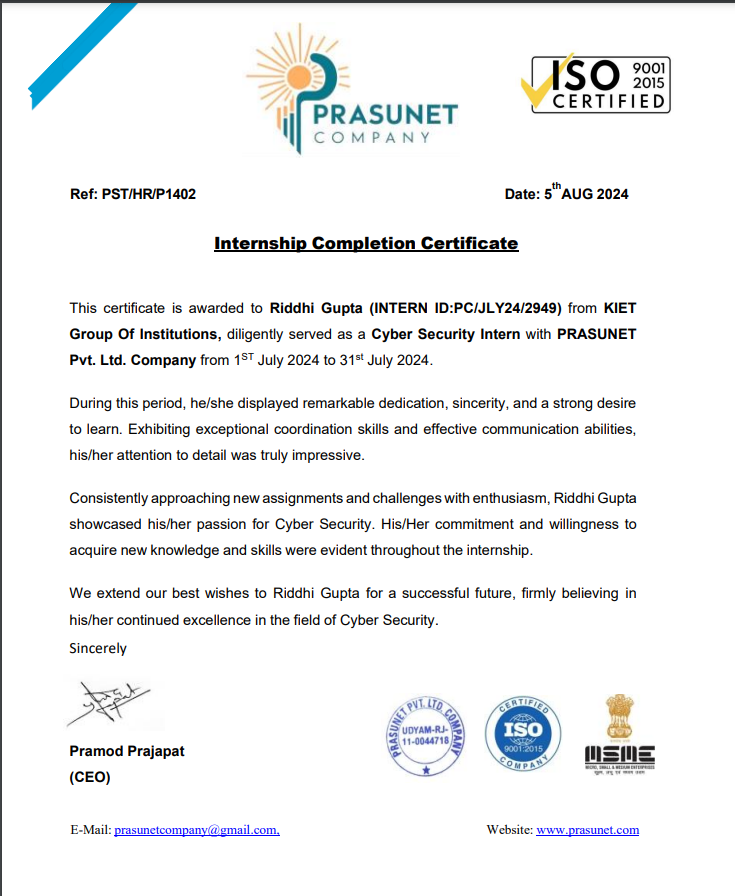 PRASUNET
COMPANY
ISO 9001
2015
CERTIFIED
Ref: PST/HR/P1402
Date: 5th AUG 2024
Internship Completion Certificate
This certificate is awarded to Riddhi Gupta (INTERN ID:PC/JLY24/2949) from KIET
Group Of Institutions, diligently served as a Cyber Security Intern with PRASUNET
Pvt. Ltd. Company from 1ST July 2024 to 31st July 2024.
During this period, he/she displayed remarkable dedication, sincerity, and a strong desire
to learn. Exhibiting exceptional coordination skills and effective communication abilities,
his/her attention to detail was truly impressive.
Consistently approaching new assignments and challenges with enthusiasm, Riddhi Gupta
showcased his/her passion for Cyber Security. His/Her commitment and willingness to
acquire new knowledge and skills were evident throughout the internship.
We extend our best wishes to Riddhi Gupta for a successful future, firmly believing in
his/her continued excellence in the field of Cyber Security.
Sincerely
Pramod Prajapat
(CEO)
PRASUNET PVT. LTD. COMPANY
UDYAM-RJ-
11-0044718
CERTIFIED
ISO
9001:2015
COMPANY
MSME
MICRO, SMALL & MEDIUM ENTERPRISES
E-Mail: prasunetcompany@gmail.com,
Website: www.prasunet.com